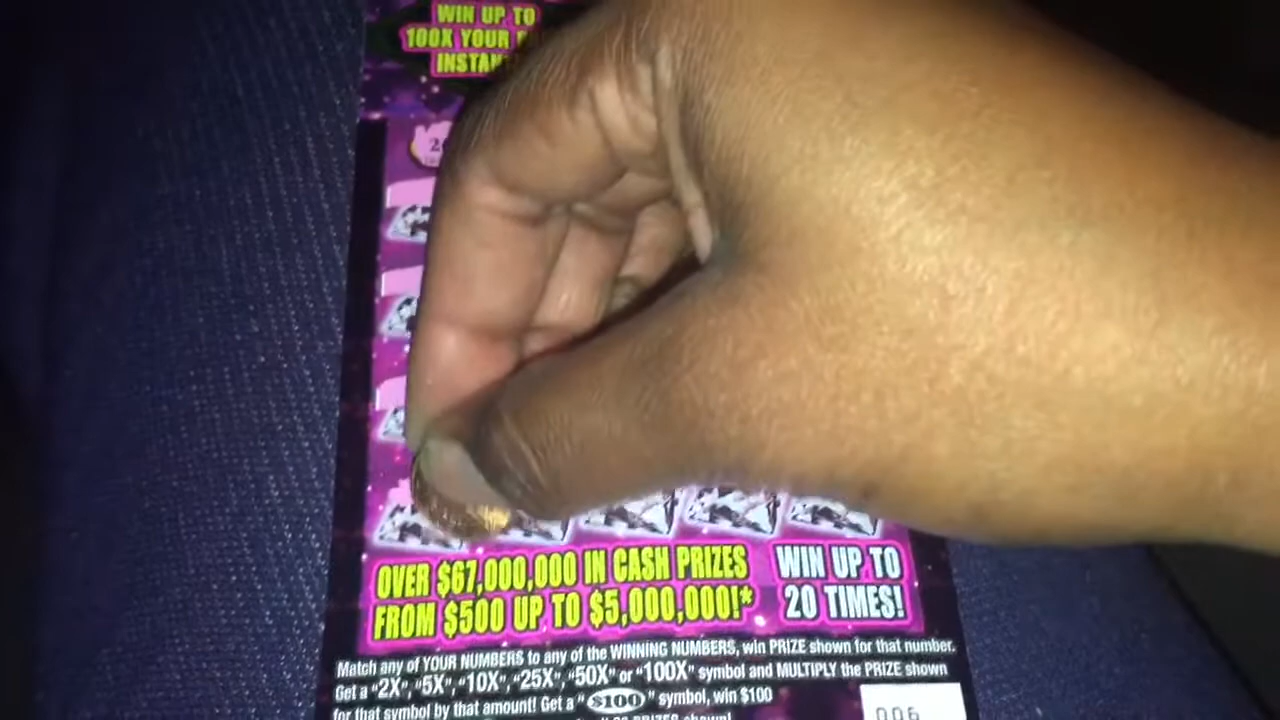 WIN UP TO
100X YOUR
OVER $67,000,000 IN CASH PRIZES
FROM $500 UP TO $5,000,000!*
WIN UP TO
20 TIMES!
Match any of YOUR NUMBERS to any of the WINNING NUMBERS, win PRIZE shown for that number.
Get a "2X", "5X", "10X", "25X", "50X" or "100X" symbol and MULTIPLY the PRIZE shown
for that symbol by that amount! Get a "$100" symbol, win $100
006